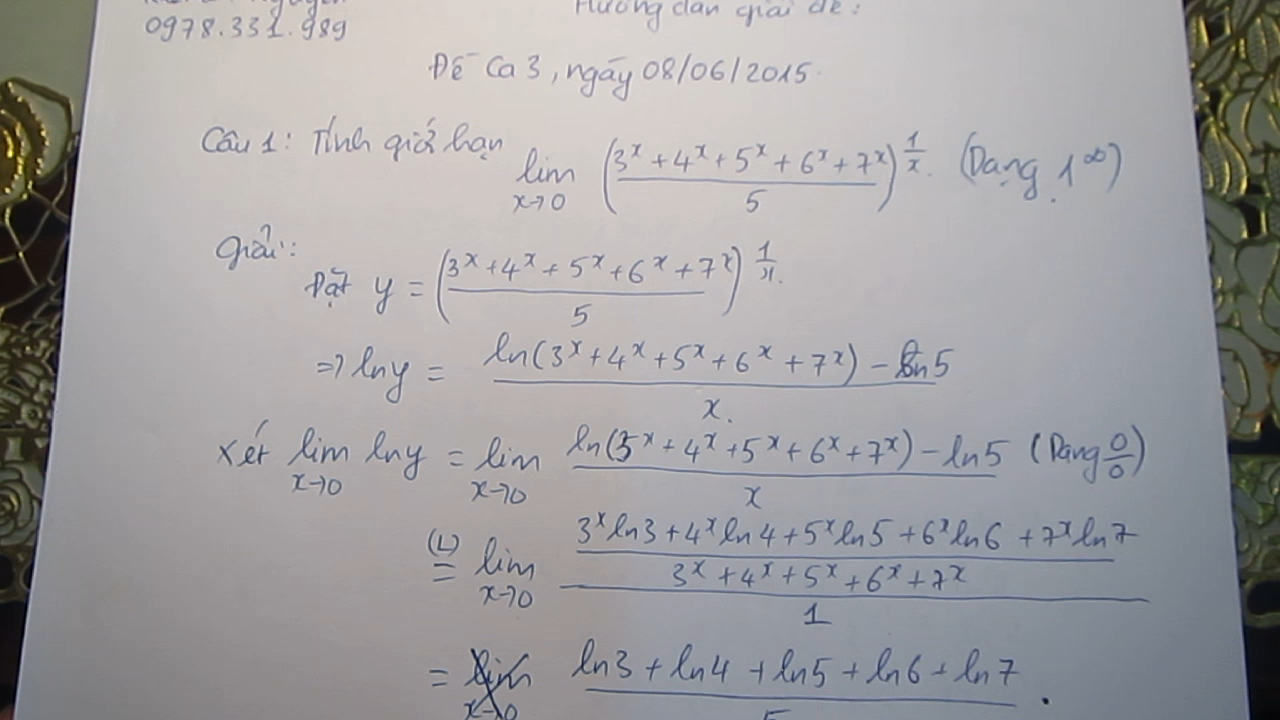 0978.331.989
Hướng dẫn giải đề:
Đề Ca 3, ngày 08/06/2015.
Câu 1: Tính giới hạn lim x→0 ((3^x + 4^x + 5^x + 6^x + 7^x)/5)^(1/x). (Dạng 1^∞)
Giải:
Đặt y = ((3^x + 4^x + 5^x + 6^x + 7^x)/5)^(1/x).
⇒ ln y = (ln(3^x + 4^x + 5^x + 6^x + 7^x) − ln 5)/x.
Xét lim x→0 ln y = lim x→0 (ln(3^x + 4^x + 5^x + 6^x + 7^x) − ln 5)/x (Dạng 0/0)
(L) = lim x→0 ((3^x ln3 + 4^x ln4 + 5^x ln5 + 6^x ln6 + 7^x ln7)/(3^x + 4^x + 5^x + 6^x + 7^x))/1
= (ln3 + ln4 + ln5 + ln6 + ln7)/5.